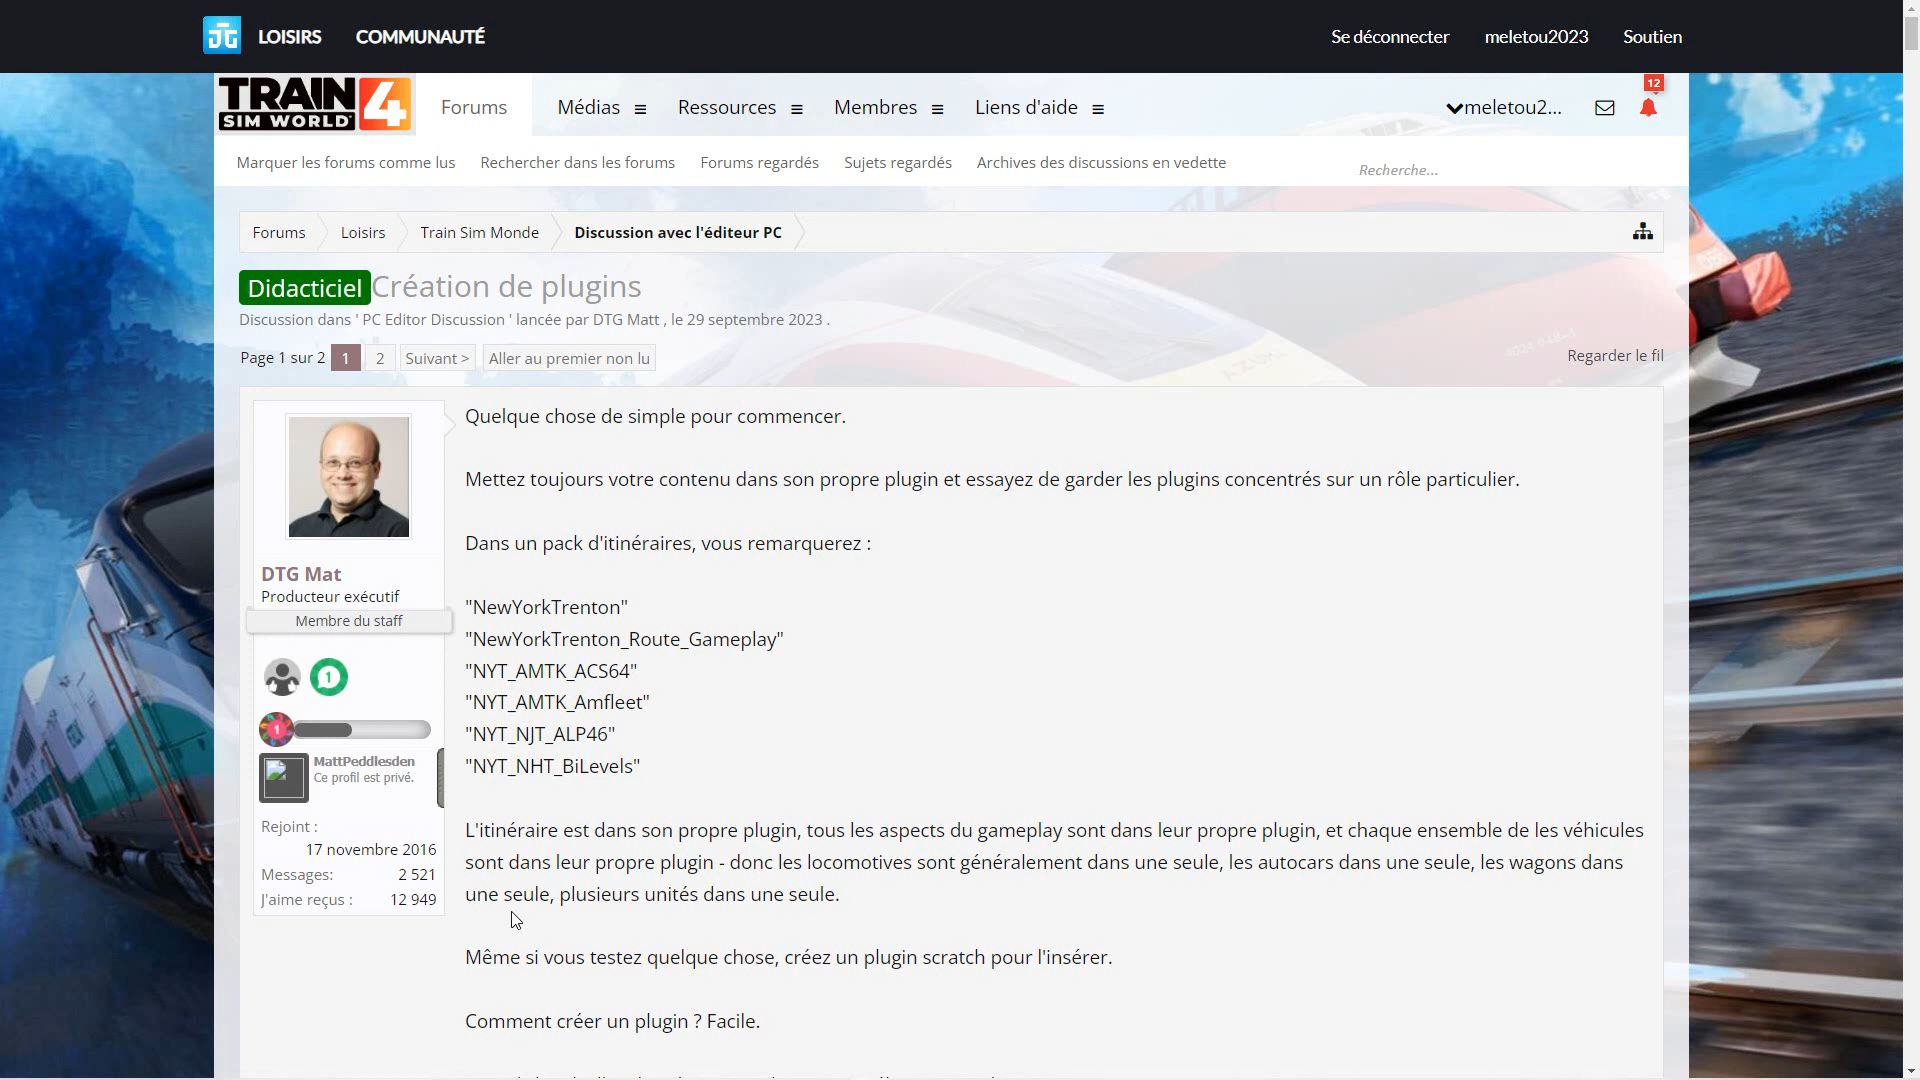 LOISIRS COMMUNAUTÉ Se déconnecter meletou2023 Soutien
TRAIN SIM WORLD 4 Forums Médias Ressources Membres Liens d'aide meletou2... 12
Marquer les forums comme lus Rechercher dans les forums Forums regardés Sujets regardés Archives des discussions en vedette Recherche...
Forums Loisirs Train Sim Monde Discussion avec l'éditeur PC
Didacticiel Création de plugins
Discussion dans ' PC Editor Discussion ' lancée par DTG Matt , le 29 septembre 2023 .
Page 1 sur 2 1 2 Suivant > Aller au premier non lu Regarder le fil
DTG Mat
Producteur exécutif
Membre du staff
1
1
MattPeddlesden
Ce profil est privé.
Rejoint :
17 novembre 2016
Messages: 2 521
J'aime reçus : 12 949
Quelque chose de simple pour commencer.
Mettez toujours votre contenu dans son propre plugin et essayez de garder les plugins concentrés sur un rôle particulier.
Dans un pack d'itinéraires, vous remarquerez :
"NewYorkTrenton"
"NewYorkTrenton_Route_Gameplay"
"NYT_AMTK_ACS64"
"NYT_AMTK_Amfleet"
"NYT_NJT_ALP46"
"NYT_NHT_BiLevels"
L'itinéraire est dans son propre plugin, tous les aspects du gameplay sont dans leur propre plugin, et chaque ensemble de les véhicules
sont dans leur propre plugin - donc les locomotives sont généralement dans une seule, les autocars dans une seule, les wagons dans
une seule, plusieurs unités dans une seule.
Même si vous testez quelque chose, créez un plugin scratch pour l'insérer.
Comment créer un plugin ? Facile.